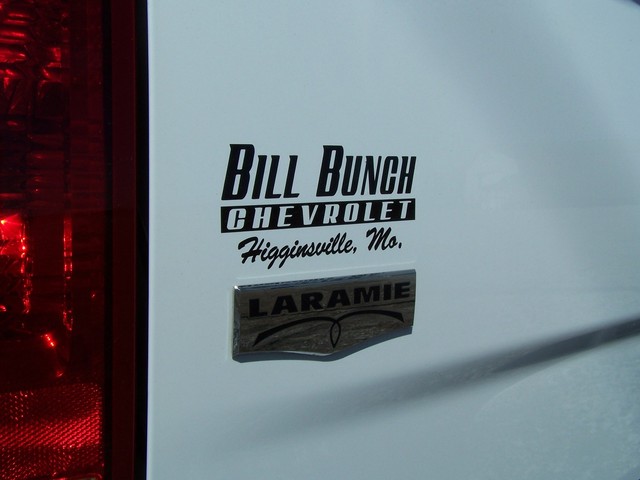 BILL BUNCH
CHEVROLET
Higginsville, Mo.
LARAMIE